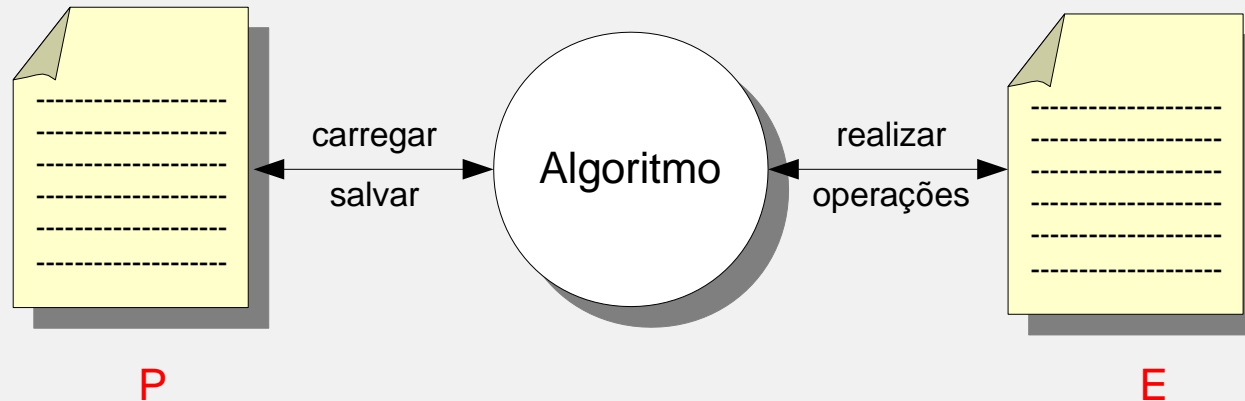 carregar
salvar
Algoritmo
realizar
operações
P
E